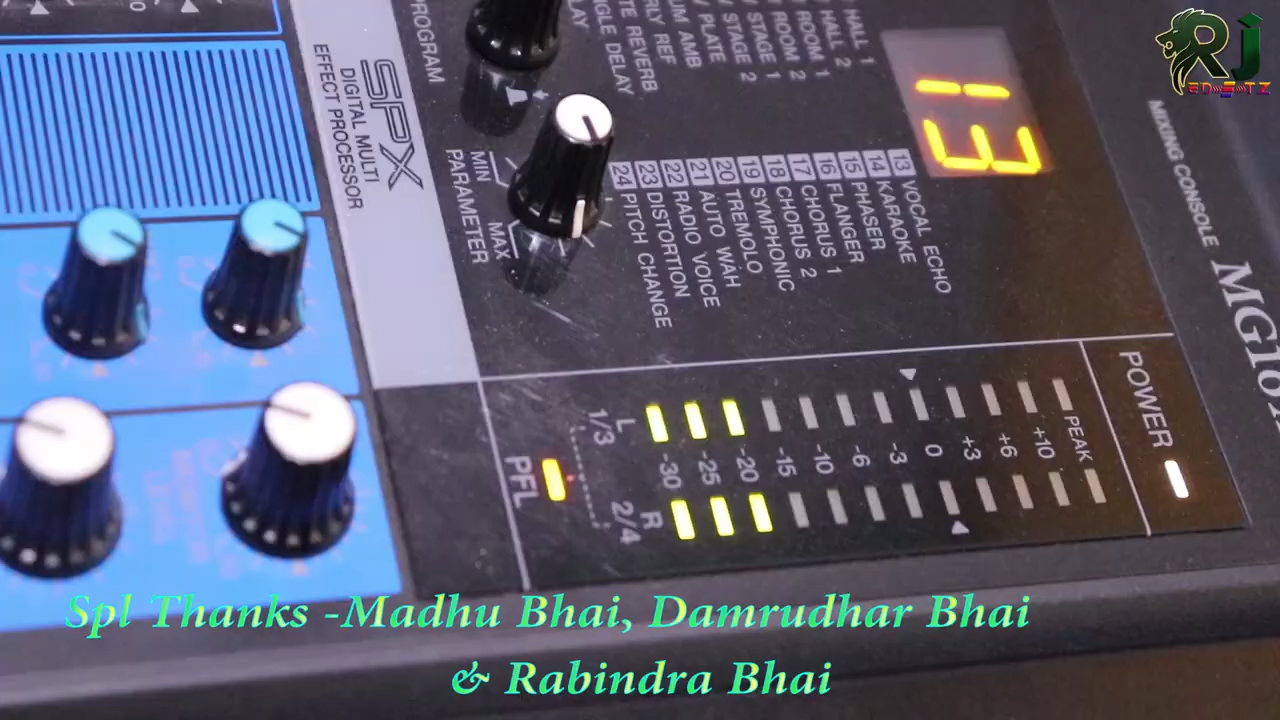 RJ
EDITZ
PROGRAM
HALL 1
HALL 2
ROOM 1
ROOM 2
STAGE 1
STAGE 2
PLATE
REVERB
DELAY
SPX
DIGITAL MULTI
EFFECT PROCESSOR
MIN
MAX
PARAMETER
13 VOCAL ECHO
14 KARAOKE
15 PHASER
16 FLANGER
17 CHORUS 1
18 CHORUS 2
19 SYMPHONIC
20 TREMOLO
21 AUTO WAH
22 RADIO VOICE
23 DISTORTION
24 PITCH CHANGE
13
MIXING CONSOLE
POWER
PEAK
+10
+6
+3
0
-3
-6
-10
-15
-20
-25
-30
L
1/3
R
2/4
PFL
Spl Thanks -Madhu Bhai, Damrudhar Bhai
& Rabindra Bhai